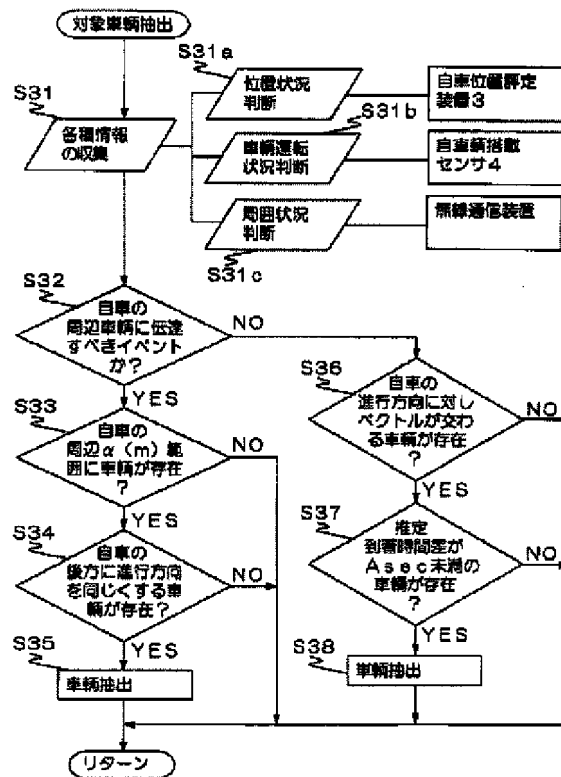 対象車輌抽出
S31
各種情報
の収集
S31a
位置状況
判断
自車位置評定
装置3
S31b
車輌運転
状況判断
自車輌搭載
センサ4
周囲状況
判断
S31c
無線通信装置
S32
自車の
周辺車輌に伝達
すべきイベント
か?
NO
YES
S33
自車の
周辺α(m)範
囲に車輌が存在
?
NO
YES
S34
自車の
後方に進行方向
を同じくする車
輌が存在?
NO
YES
S35
車輌抽出
S36
自車の
進行方向に対し
ベクトルが交わ
る車輌が存在
?
NO
YES
S37
推定
到着時間差が
Asec未満の
車輌が存在
?
NO
YES
S38
車輌抽出
リターン